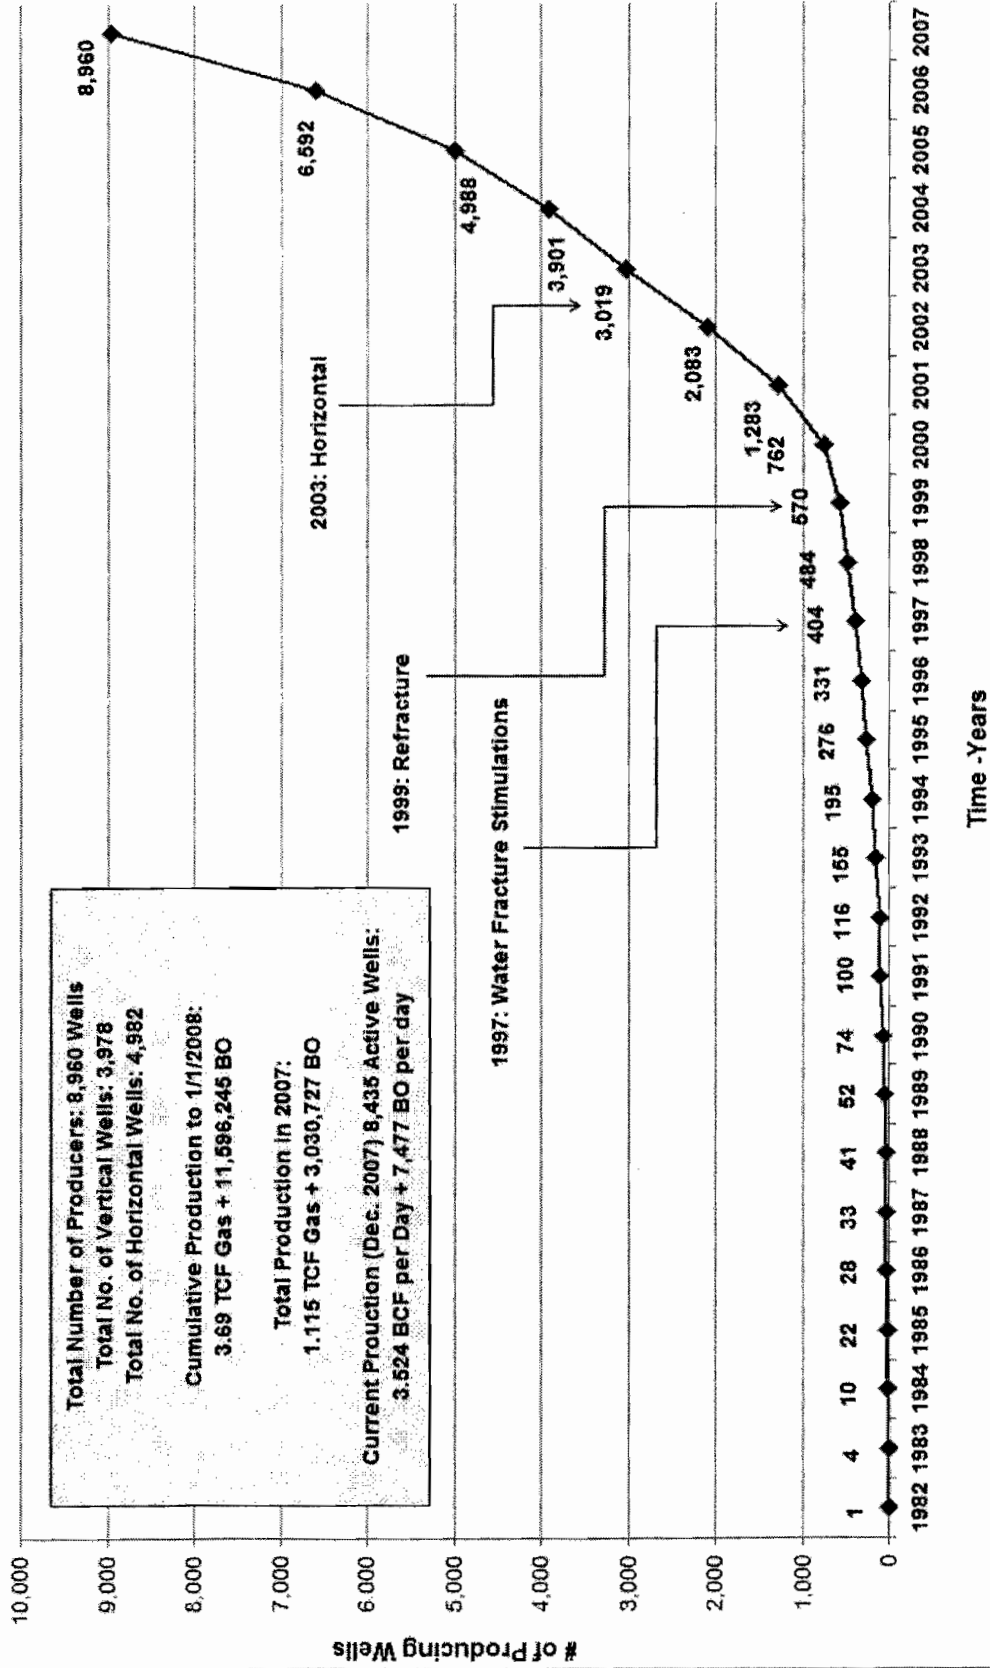 10,000
9,000
8,000
7,000
6,000
5,000
4,000
3,000
2,000
1,000
0
# of Producing Wells
Total Number of Producers: 8,960 Wells
Total No. of Vertical Wells: 3,978
Total No. of Horizontal Wells: 4,982
Cumulative Production to 1/1/2008:
3.69 TCF Gas + 11,596,245 BO
Total Production in 2007:
1.115 TCF Gas + 3,030,727 BO
Current Prouction (Dec. 2007) 8,435 Active Wells:
3.524 BCF per Day + 7,477 BO per day
1997: Water Fracture Stimulations
1999: Refracture
2003: Horizontal
1
4
10
22
28
33
41
52
74
100
116
155
195
276
331
404
484
570
762
1,283
2,083
3,019
3,901
4,988
6,592
8,960
1982 1983 1984 1985 1986 1987 1988 1989 1990 1991 1992 1993 1994 1995 1996 1997 1998 1999 2000 2001 2002 2003 2004 2005 2006 2007
Time -Years